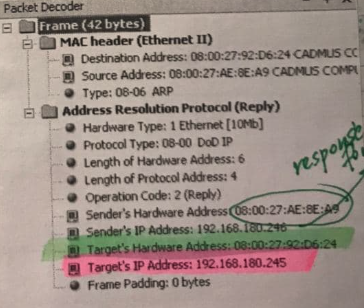 Packet Decoder
Frame (42 bytes)
MAC header (Ethernet II)
Destination Address: 08:00:27:92:D6:24 CADMUS CC
Source Address: 08:00:27:AE:8E:A9 CADMUS COMPU
Type: 08-06 ARP
Address Resolution Protocol (Reply)
Hardware Type: 1 Ethernet [10Mb]
Protocol Type: 08-00 DoD IP
Length of Hardware Address: 6
Length of Protocol Address: 4
Operation Code: 2 (Reply)
response
for
Sender's Hardware Address: 08:00:27:AE:8E:A9
Sender's IP Address: 192.168.180.246
Target's Hardware Address: 08:00:27:92:D6:24
Target's IP Address: 192.168.180.245
Frame Padding: 0 bytes